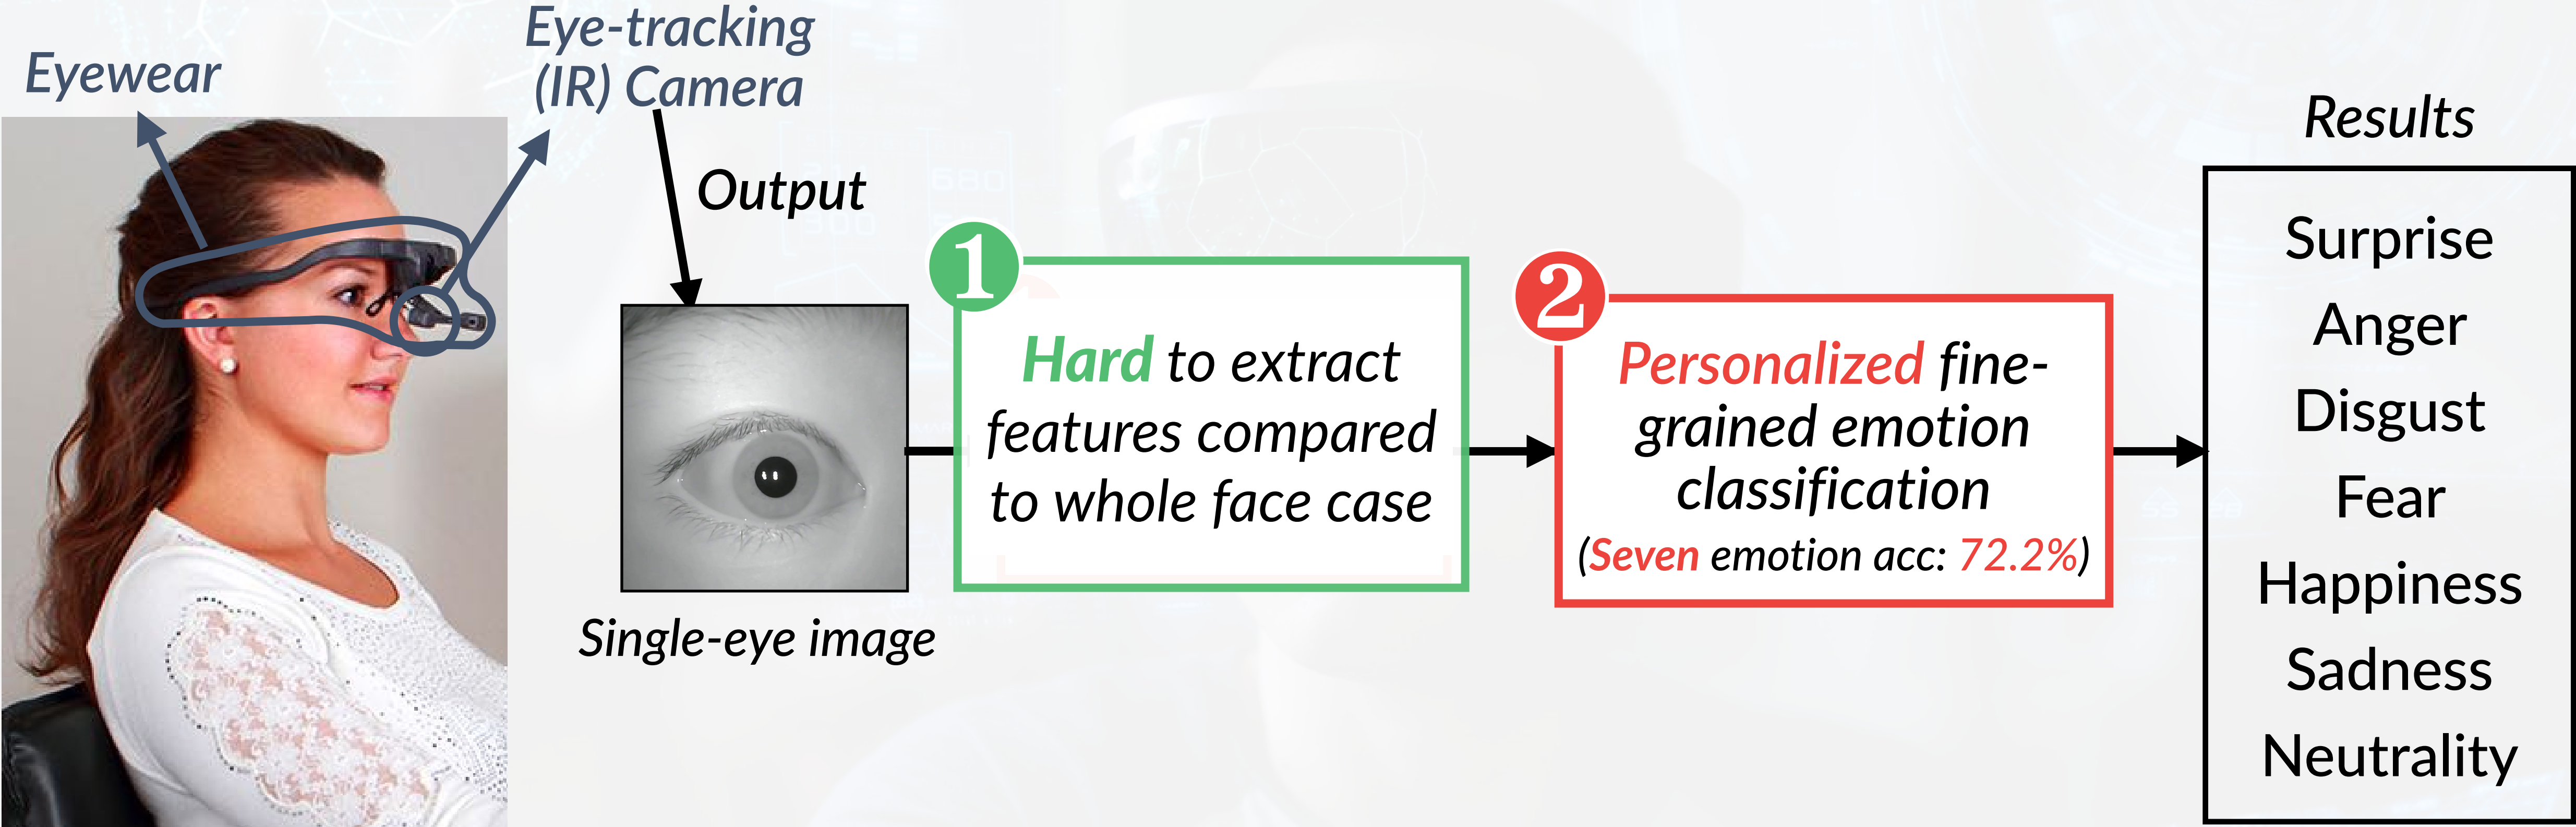 Eyewear
Eye-tracking
(IR) Camera
Output
Single-eye image
1
Hard to extract
features compared
to whole face case
2
Personalized fine-
grained emotion
classification
(Seven emotion acc: 72.2%)
Results
Surprise
Anger
Disgust
Fear
Happiness
Sadness
Neutrality